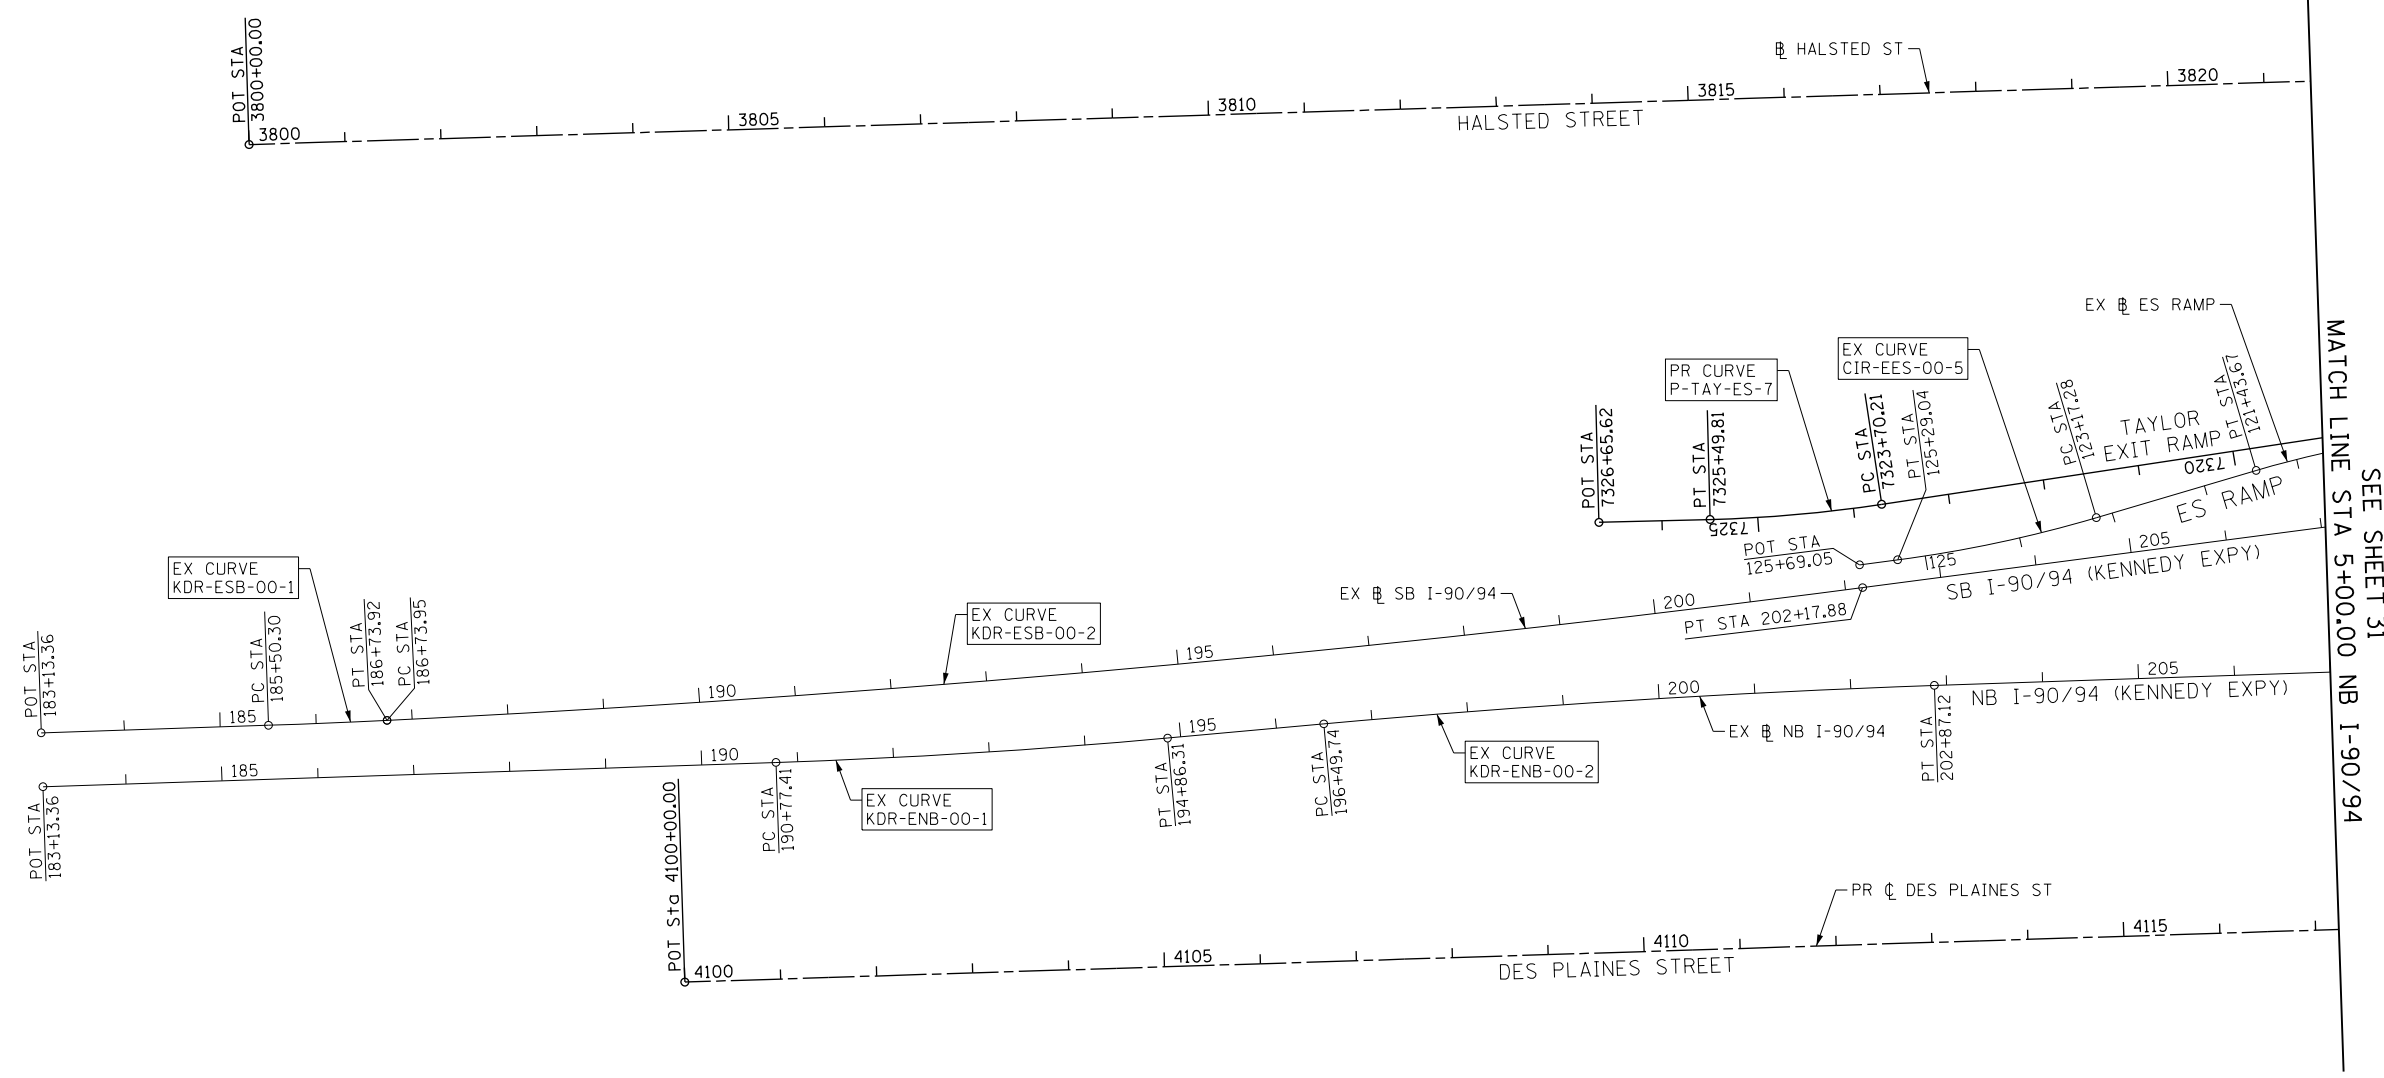 POT STA
3800+00.00
3800
3805
3810
3815
3820
HALSTED STREET
B HALSTED ST
EX B ES RAMP
PR CURVE
P-TAY-ES-7
EX CURVE
CIR-EES-00-5
POT STA
7326+65.62
PT STA
7325+49.81
PC STA
7323+70.21
PT STA
125+29.04
PC STA
123+17.28
PT STA
121+43.67
TAYLOR
EXIT RAMP
7320
7325
ES RAMP
POT STA
125+69.05
125
205
SB I-90/94 (KENNEDY EXPY)
EX CURVE
KDR-ESB-00-1
POT STA
183+13.36
PC STA
185+50.30
PT STA
186+73.92
PC STA
186+73.95
EX CURVE
KDR-ESB-00-2
EX B SB I-90/94
PT STA 202+17.88
185
190
195
200
185
190
195
200
205
NB I-90/94 (KENNEDY EXPY)
POT STA
183+13.36
PC STA
190+77.41
EX CURVE
KDR-ENB-00-1
PT STA
194+86.31
PC STA
196+49.74
EX CURVE
KDR-ENB-00-2
EX B NB I-90/94
PT STA
202+87.12
POT Sta 4100+00.00
4100
4105
4110
4115
DES PLAINES STREET
PR ℄ DES PLAINES ST
MATCH LINE STA 5+00.00 NB I-90/94
SEE SHEET 31